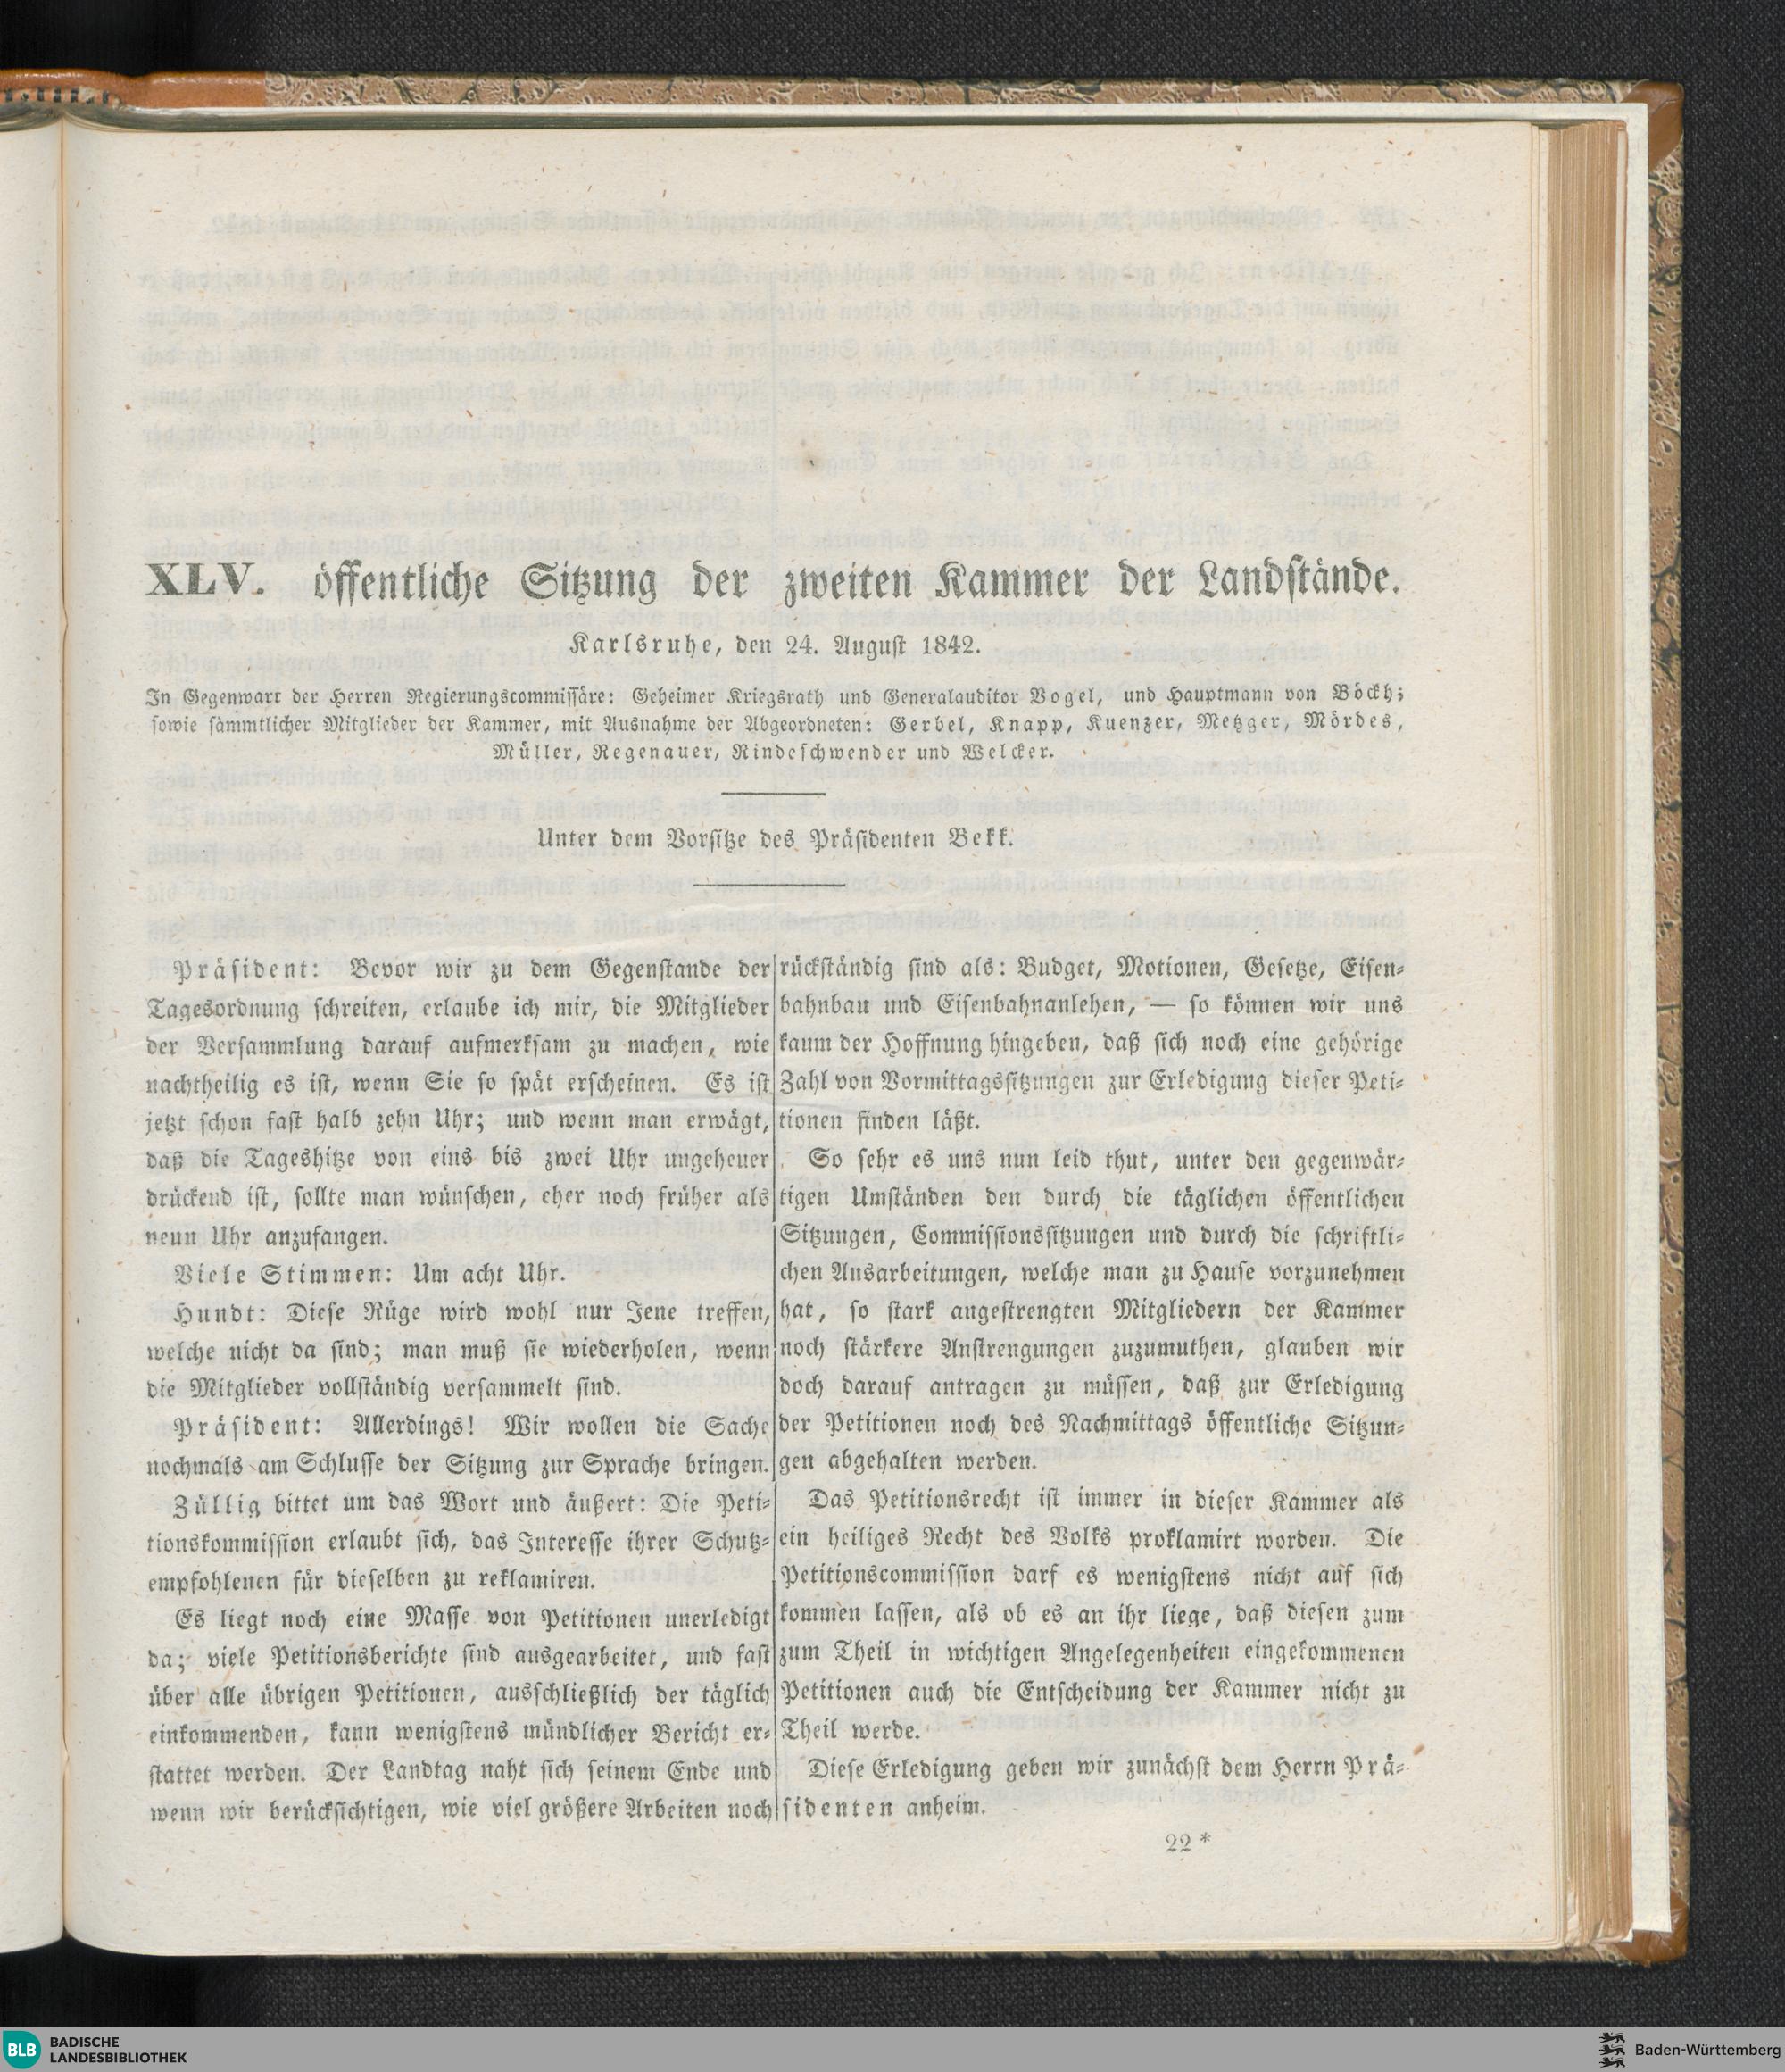 XLV. öffentliche Sitzung der zweiten Kammer der Landstände.
Karlsruhe, den 24. August 1842.
In Gegenwart der Herren Regierungscommissäre: Geheimer Kriegsrath und Generalauditor Vogel, und Hauptmann von Böckh;
sowie sämmtlicher Mitglieder der Kammer, mit Ausnahme der Abgeordneten: Gerbel, Knapp, Kuenzer, Metzger, Mördes,
Müller, Regenauer, Rindeschwender und Welcker.
Unter dem Vorsitze des Präsidenten Bekk.
Präsident: Bevor wir zu dem Gegenstande der
Tagesordnung schreiten, erlaube ich mir, die Mitglieder
der Versammlung darauf aufmerksam zu machen, wie
nachtheilig es ist, wenn Sie so spät erscheinen. Es ist
jetzt schon fast halb zehn Uhr; und wenn man erwägt,
daß die Tageshitze von eins bis zwei Uhr ungeheuer
drückend ist, sollte man wünschen, eher noch früher als
neun Uhr anzufangen.
Viele Stimmen: Um acht Uhr.
Hundt: Diese Rüge wird wohl nur Jene treffen,
welche nicht da sind; man muß sie wiederholen, wenn
die Mitglieder vollständig versammelt sind.
Präsident: Allerdings! Wir wollen die Sache
nochmals am Schlusse der Sitzung zur Sprache bringen.
Züllig bittet um das Wort und äußert: Die Peti-
tionskommission erlaubt sich, das Interesse ihrer Schutz-
empfohlenen für dieselben zu reklamiren.
Es liegt noch eine Masse von Petitionen unerledigt
da; viele Petitionsberichte sind ausgearbeitet, und fast
über alle übrigen Petitionen, ausschließlich der täglich
einkommenden, kann wenigstens mündlicher Bericht er-
stattet werden. Der Landtag naht sich seinem Ende und
wenn wir berücksichtigen, wie viel größere Arbeiten noch
rückständig sind als: Budget, Motionen, Gesetze, Eisen-
bahnbau und Eisenbahnanlehen, — so können wir uns
kaum der Hoffnung hingeben, daß sich noch eine gehörige
Zahl von Vormittagssitzungen zur Erledigung dieser Peti-
tionen finden läßt.
So sehr es uns nun leid thut, unter den gegenwär-
tigen Umständen den durch die täglichen öffentlichen
Sitzungen, Commissionssitzungen und durch die schriftli-
chen Ausarbeitungen, welche man zu Hause vorzunehmen
hat, so stark angestrengten Mitgliedern der Kammer
noch stärkere Anstrengungen zuzumuthen, glauben wir
doch darauf antragen zu müssen, daß zur Erledigung
der Petitionen noch des Nachmittags öffentliche Sitzun-
gen abgehalten werden.
Das Petitionsrecht ist immer in dieser Kammer als
ein heiliges Recht des Volks proklamirt worden. Die
Petitionscommission darf es wenigstens nicht auf sich
kommen lassen, als ob es an ihr liege, daß diesen zum
zum Theil in wichtigen Angelegenheiten eingekommenen
Petitionen auch die Entscheidung der Kammer nicht zu
Theil werde.
Diese Erledigung geben wir zunächst dem Herrn Prä-
sidenten anheim.
22 *
BLB BADISCHE
LANDESBIBLIOTHEK
Baden-Württemberg